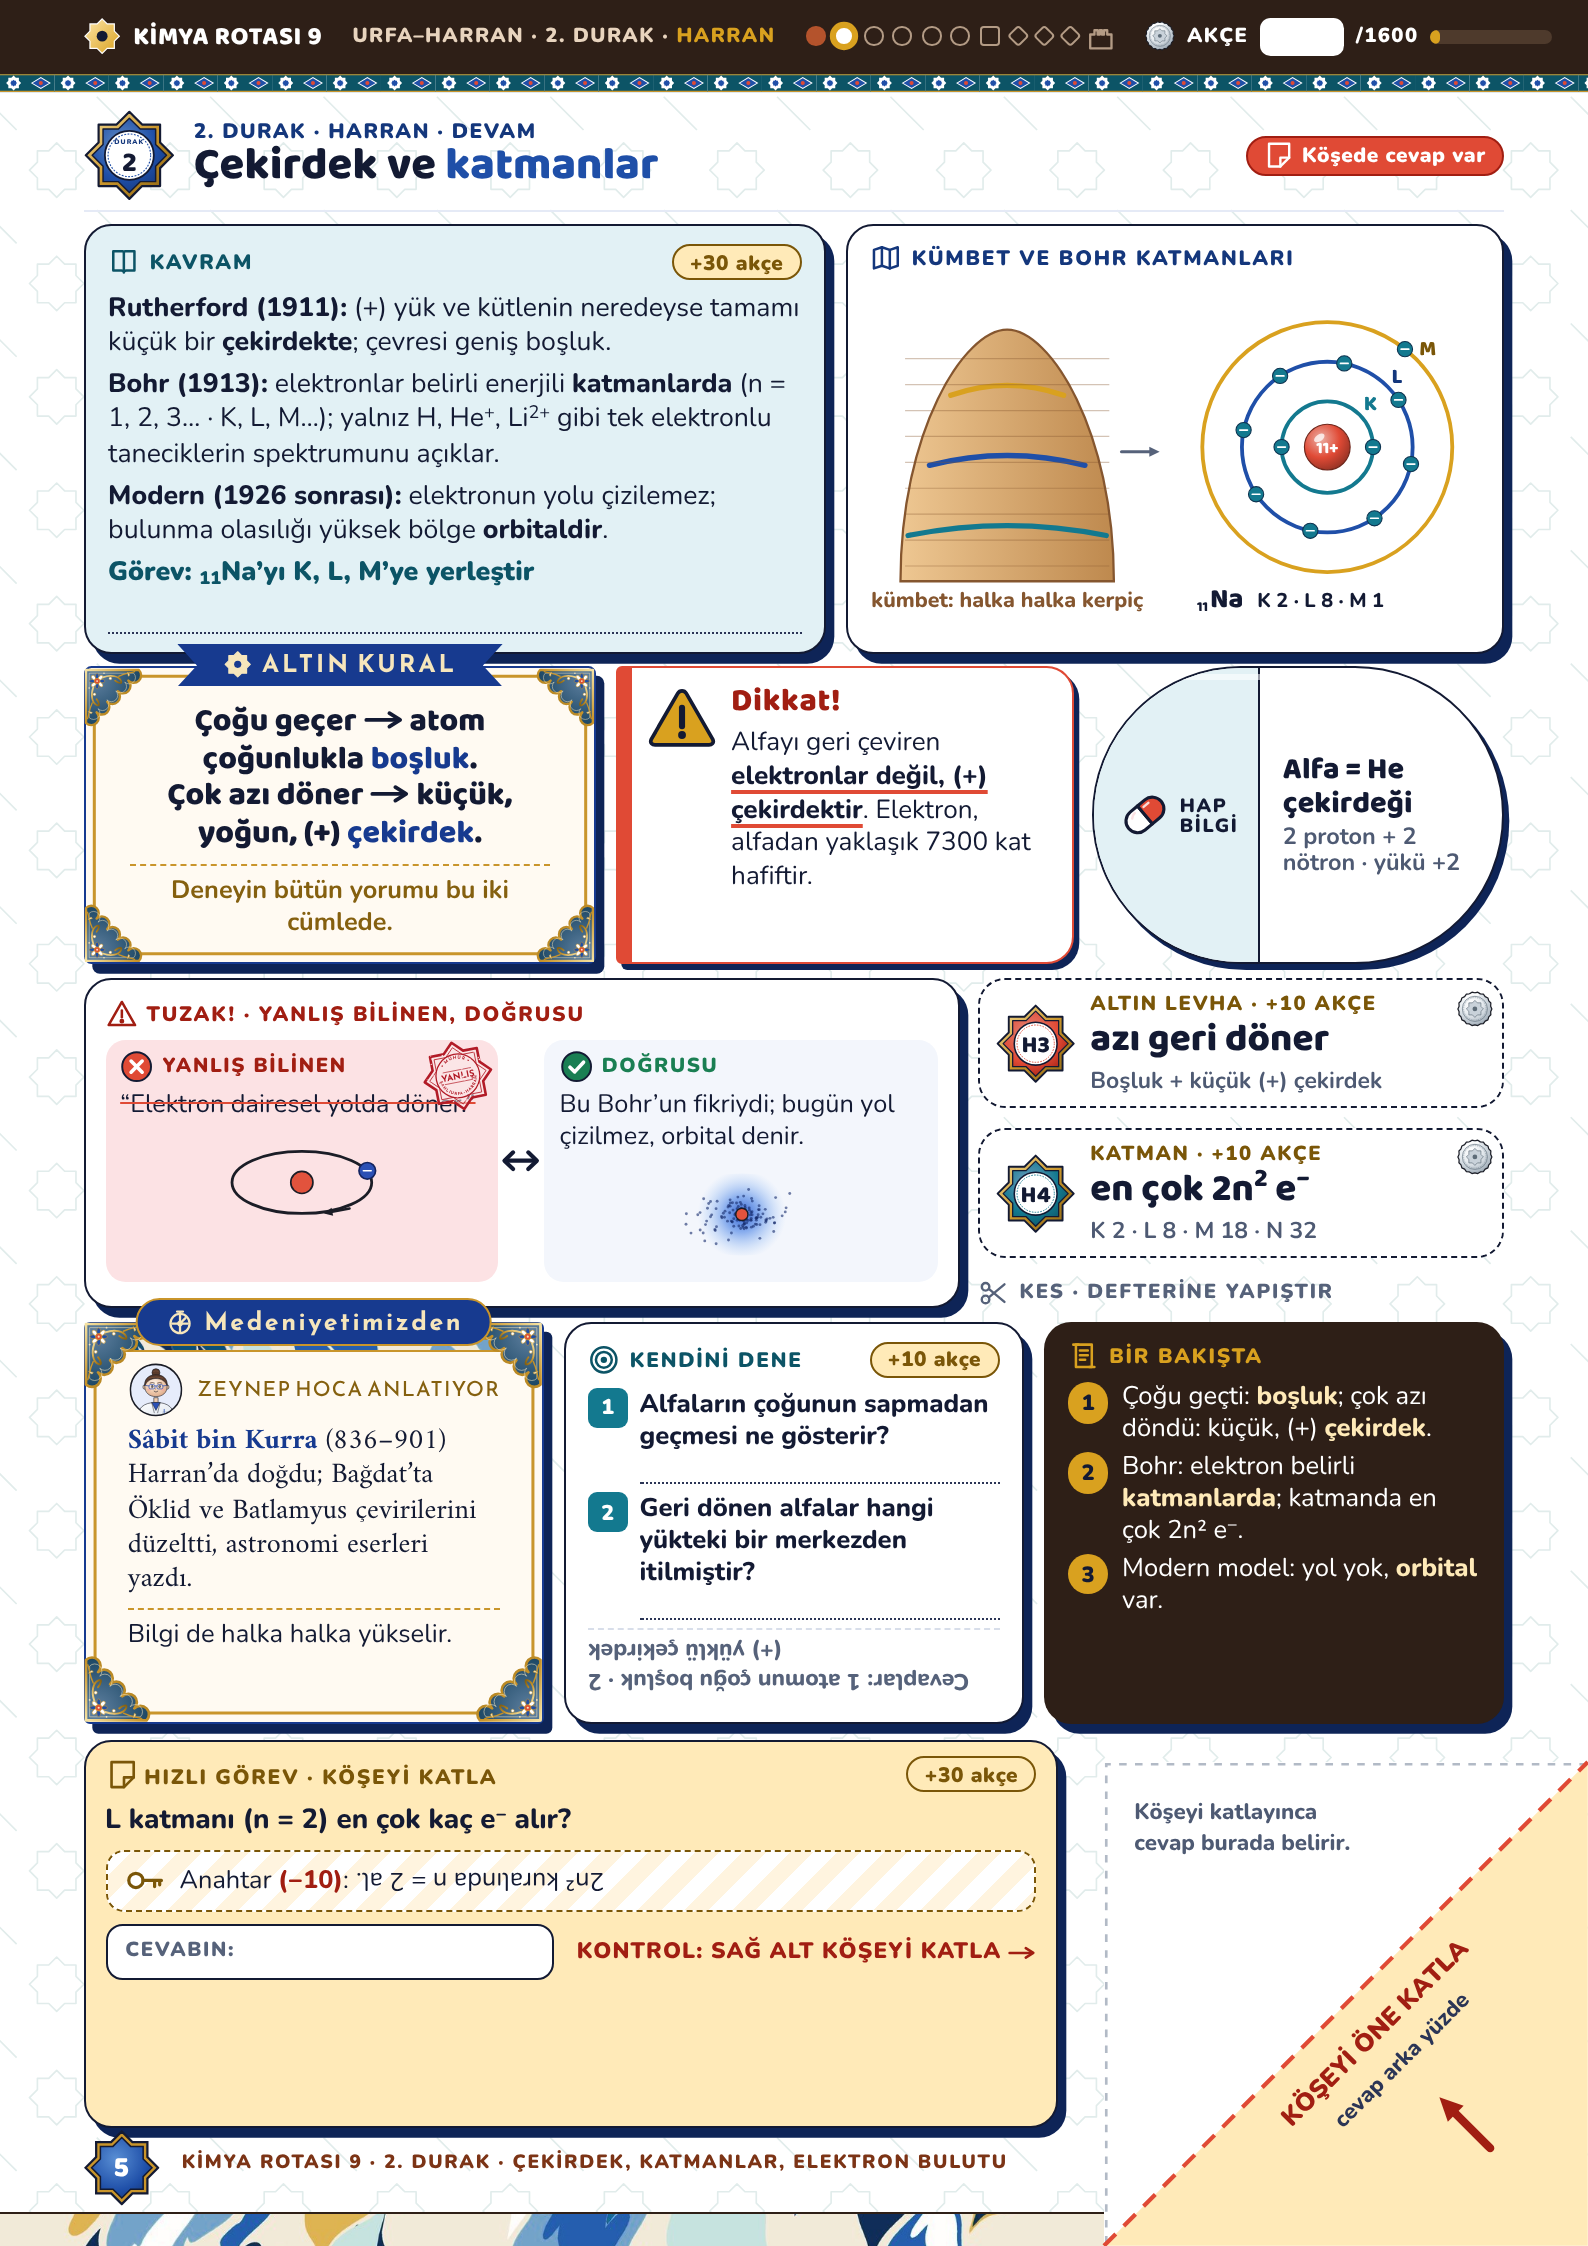 KİMYA ROTASI 9
URFA–HARRAN · 2. DURAK · HARRAN
AKÇE /1600
DURAK
2
2. DURAK · HARRAN · DEVAM
Çekirdek ve katmanlar
Köşede cevap var
KAVRAM
+30 akçe
Rutherford (1911): (+) yük ve kütlenin neredeyse tamamı
küçük bir çekirdekte; çevresi geniş boşluk.
Bohr (1913): elektronlar belirli enerjili katmanlarda (n =
1, 2, 3... · K, L, M...); yalnız H, He⁺, Li²⁺ gibi tek elektronlu
taneciklerin spektrumunu açıklar.
Modern (1926 sonrası): elektronun yolu çizilemez;
bulunma olasılığı yüksek bölge orbitaldir.
Görev: ₁₁Na’yı K, L, M’ye yerleştir
KÜMBET VE BOHR KATMANLARI
M
L
K
11+
kümbet: halka halka kerpiç
₁₁Na K 2 · L 8 · M 1
ALTIN KURAL
Çoğu geçer → atom
çoğunlukla boşluk.
Çok azı döner → küçük,
yoğun, (+) çekirdek.
Deneyin bütün yorumu bu iki
cümlede.
Dikkat!
Alfayı geri çeviren
elektronlar değil, (+)
çekirdektir. Elektron,
alfadan yaklaşık 7300 kat
hafiftir.
HAP
BİLGİ
Alfa = He
çekirdeği
2 proton + 2
nötron · yükü +2
TUZAK! · YANLIŞ BİLİNEN, DOĞRUSU
YANLIŞ BİLİNEN
YANLIŞ
“Elektron dairesel yolda döner.”
DOĞRUSU
Bu Bohr’un fikriydi; bugün yol
çizilmez, orbital denir.
H3
ALTIN LEVHA · +10 AKÇE
azı geri döner
Boşluk + küçük (+) çekirdek
H4
KATMAN · +10 AKÇE
en çok 2n² e⁻
K 2 · L 8 · M 18 · N 32
KES · DEFTERİNE YAPIŞTIR
Medeniyetimizden
ZEYNEP HOCA ANLATIYOR
Sâbit bin Kurra (836–901)
Harran’da doğdu; Bağdat’ta
Öklid ve Batlamyus çevirilerini
düzeltti, astronomi eserleri
yazdı.
Bilgi de halka halka yükselir.
KENDİNİ DENE
+10 akçe
1 Alfaların çoğunun sapmadan
geçmesi ne gösterir?
2 Geri dönen alfalar hangi
yükteki bir merkezden
itilmiştir?
Cevaplar: 1 atomun çoğu boşluk · 2
(+) yüklü çekirdek
BİR BAKIŞTA
1 Çoğu geçti: boşluk; çok azı
döndü: küçük, (+) çekirdek.
2 Bohr: elektron belirli
katmanlarda; katmanda en
çok 2n² e⁻.
3 Modern model: yol yok, orbital
var.
HIZLI GÖREV · KÖŞEYİ KATLA
+30 akçe
L katmanı (n = 2) en çok kaç e⁻ alır?
Anahtar (−10): 2n² kuralında n = 2 al.
CEVABIN:
KONTROL: SAĞ ALT KÖŞEYİ KATLA →
Köşeyi katlayınca
cevap burada belirir.
KÖŞEYİ ÖNE KATLA
cevap arka yüzde
5
KİMYA ROTASI 9 · 2. DURAK · ÇEKİRDEK, KATMANLAR, ELEKTRON BULUTU